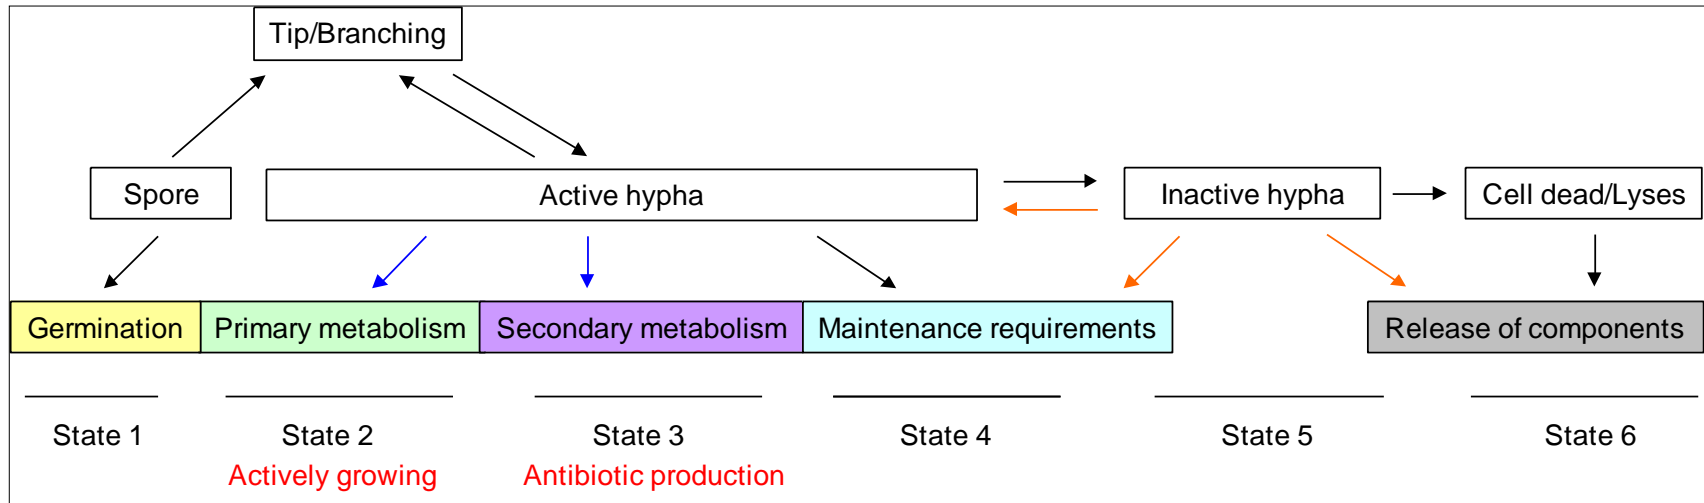 Tip/Branching
Spore
Active hypha
Inactive hypha
Cell dead/Lyses
Germination
Primary metabolism
Secondary metabolism
Maintenance requirements
Release of components
State 1
State 2
State 3
State 4
State 5
State 6
Actively growing
Antibiotic production